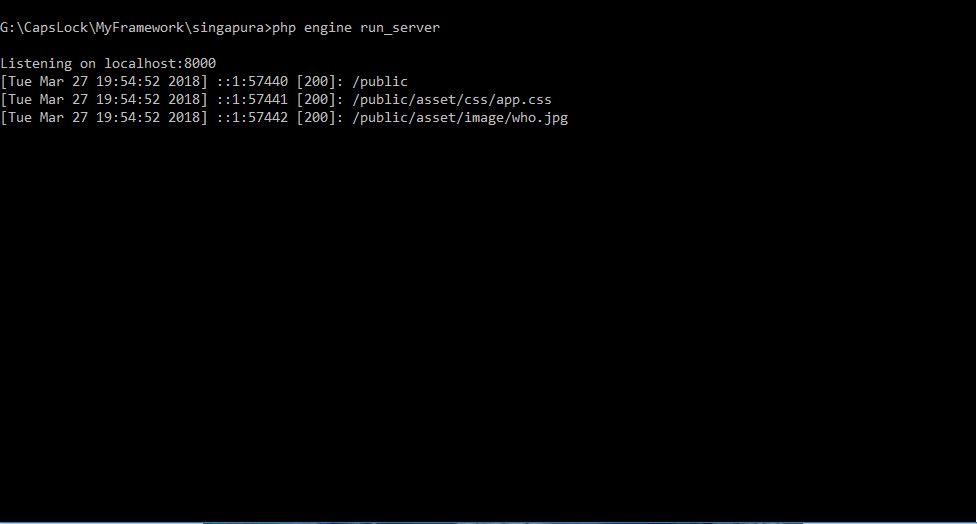 G:\CapsLock\MyFramework\singapura>php engine run_server
Listening on localhost:8000
[Tue Mar 27 19:54:52 2018] ::1:57440 [200]: /public
[Tue Mar 27 19:54:52 2018] ::1:57441 [200]: /public/asset/css/app.css
[Tue Mar 27 19:54:52 2018] ::1:57442 [200]: /public/asset/image/who.jpg